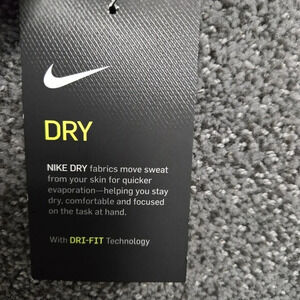 DRY
NIKE DRY fabrics move sweat
from your skin for quicker
evaporation—helping you stay
dry, comfortable and focused
on the task at hand.
With DRI-FIT Technology